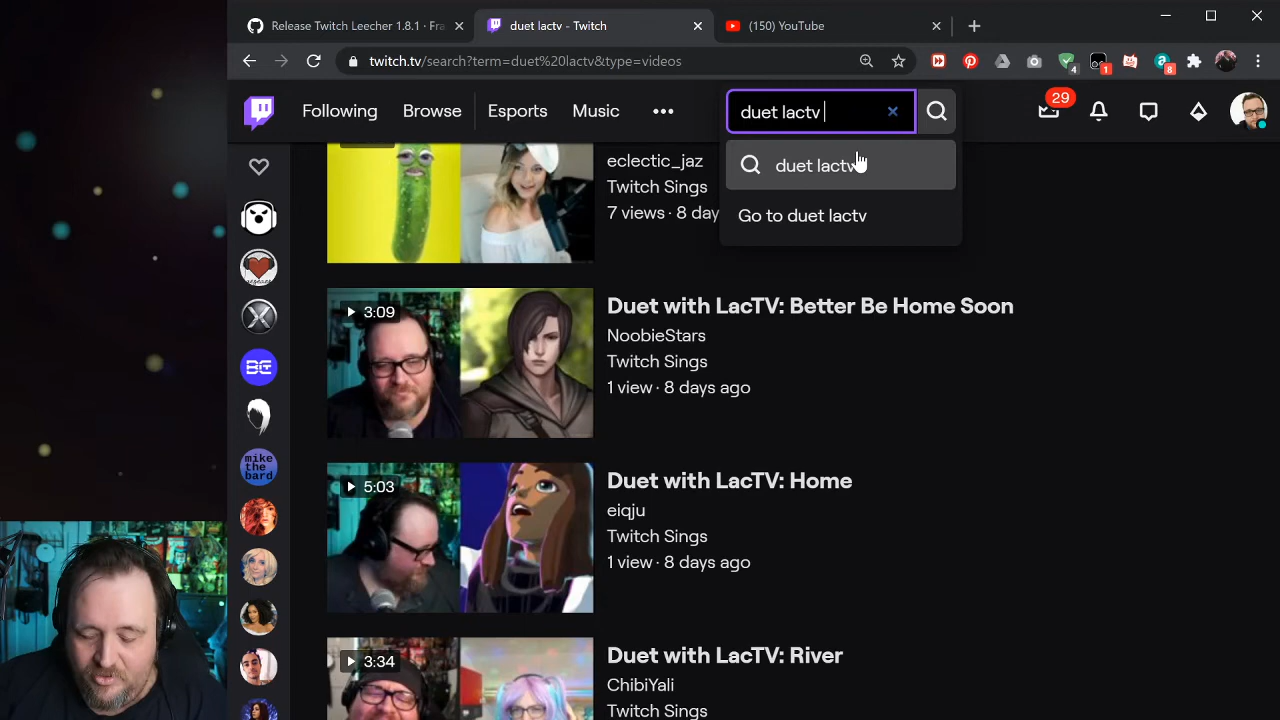 Release Twitch Leecher 1.8.1 · Fra
duet lactv - Twitch
(150) YouTube
twitch.tv/search?term=duet%20lactv&type=videos
4
1
8
Following
Browse
Esports
Music
duet lactv
29
duet lactv
Go to duet lactv
eclectic_jaz
Twitch Sings
7 views · 8 day
3:09
Duet with LacTV: Better Be Home Soon
NoobieStars
Twitch Sings
1 view · 8 days ago
BIT
mike
the
bard
5:03
Duet with LacTV: Home
eiqju
Twitch Sings
1 view · 8 days ago
3:34
Duet with LacTV: River
ChibiYali
Twitch Sings